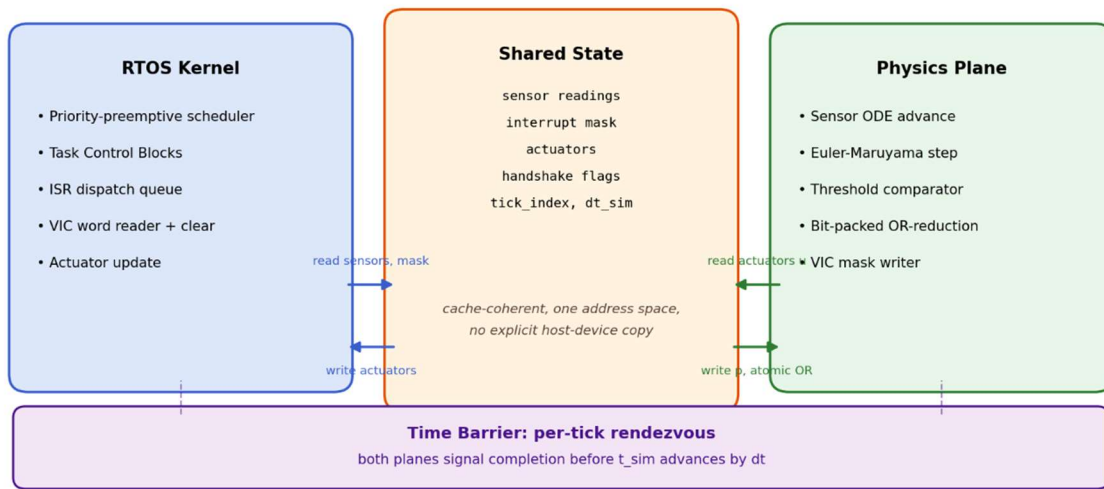 RTOS Kernel
• Priority-preemptive scheduler
• Task Control Blocks
• ISR dispatch queue
• VIC word reader + clear
• Actuator update
Shared State
sensor readings
interrupt mask
actuators
handshake flags
tick_index, dt_sim
cache-coherent, one address space,
no explicit host-device copy
Physics Plane
• Sensor ODE advance
• Euler-Maruyama step
• Threshold comparator
• Bit-packed OR-reduction
• VIC mask writer
read sensors, mask
write actuators
read actuators u
write p, atomic OR
Time Barrier: per-tick rendezvous
both planes signal completion before t_sim advances by dt